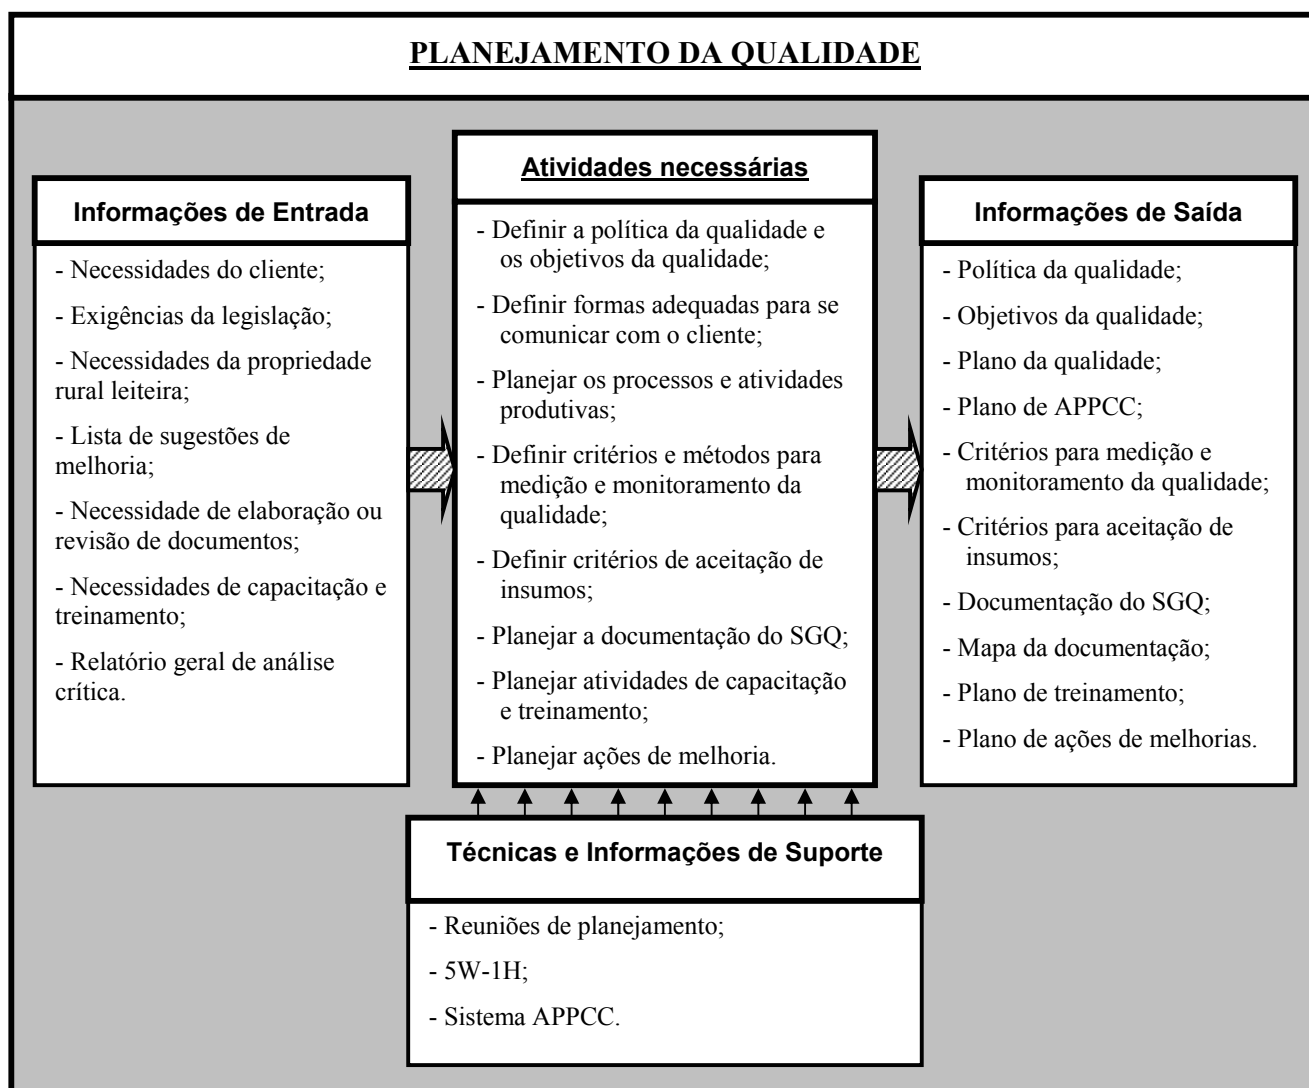 PLANEJAMENTO DA QUALIDADE
Informações de Entrada
- Necessidades do cliente;
- Exigências da legislação;
- Necessidades da propriedade
rural leiteira;
- Lista de sugestões de
melhoria;
- Necessidade de elaboração ou
revisão de documentos;
- Necessidades de capacitação e
treinamento;
- Relatório geral de análise
crítica.
Atividades necessárias
- Definir a política da qualidade e
os objetivos da qualidade;
- Definir formas adequadas para se
comunicar com o cliente;
- Planejar os processos e atividades
produtivas;
- Definir critérios e métodos para
medição e monitoramento da
qualidade;
- Definir critérios de aceitação de
insumos;
- Planejar a documentação do SGQ;
- Planejar atividades de capacitação
e treinamento;
- Planejar ações de melhoria.
Informações de Saída
- Política da qualidade;
- Objetivos da qualidade;
- Plano da qualidade;
- Plano de APPCC;
- Critérios para medição e
monitoramento da qualidade;
- Critérios para aceitação de
insumos;
- Documentação do SGQ;
- Mapa da documentação;
- Plano de treinamento;
- Plano de ações de melhorias.
Técnicas e Informações de Suporte
- Reuniões de planejamento;
- 5W-1H;
- Sistema APPCC.